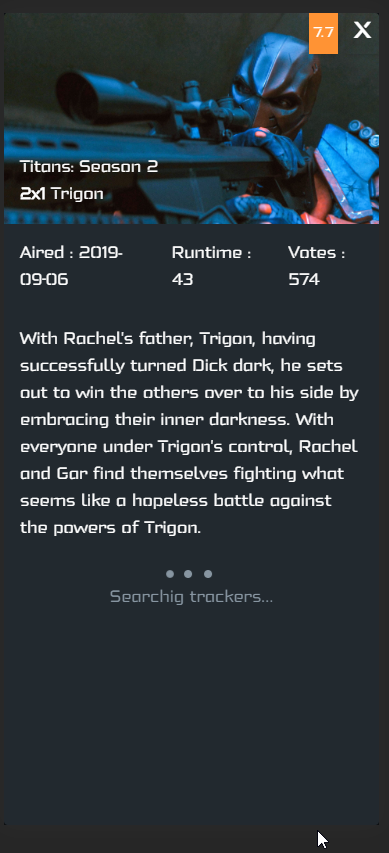 7.7 X
Titans: Season 2
2x1 Trigon
Aired : 2019- Runtime : Votes :
09-06 43 574
With Rachel's father, Trigon, having
successfully turned Dick dark, he sets
out to win the others over to his side by
embracing their inner darkness. With
everyone under Trigon's control, Rachel
and Gar find themselves fighting what
seems like a hopeless battle against
the powers of Trigon.
Searchig trackers...